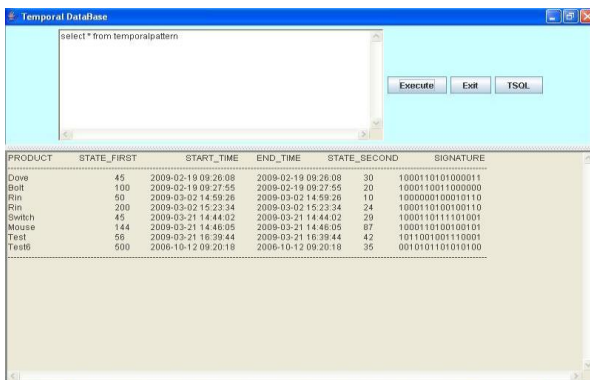 Temporal DataBase
select * from temporalpattern
Execute Exit TSQL
PRODUCT STATE_FIRST START_TIME END_TIME STATE_SECOND SIGNATURE
Dove 45 2009-02-19 09:26:08 2009-02-19 09:26:08 30 1000110101000011
Bolt 100 2009-02-19 09:27:55 2009-02-19 09:27:55 20 1000110011000000
Rin 50 2009-03-02 14:59:26 2009-03-02 14:59:26 10 1000000100010110
Rin 200 2009-03-02 15:23:34 2009-03-02 15:23:34 24 1000110100100110
Switch 45 2009-03-21 14:44:02 2009-03-21 14:44:02 29 1000110111101001
Mouse 144 2009-03-21 14:46:05 2009-03-21 14:46:05 87 1000110100100101
Test 56 2009-03-21 16:39:44 2009-03-21 16:39:44 42 1011001001110001
Test6 500 2006-10-12 09:20:18 2006-10-12 09:20:18 35 0010101101010100